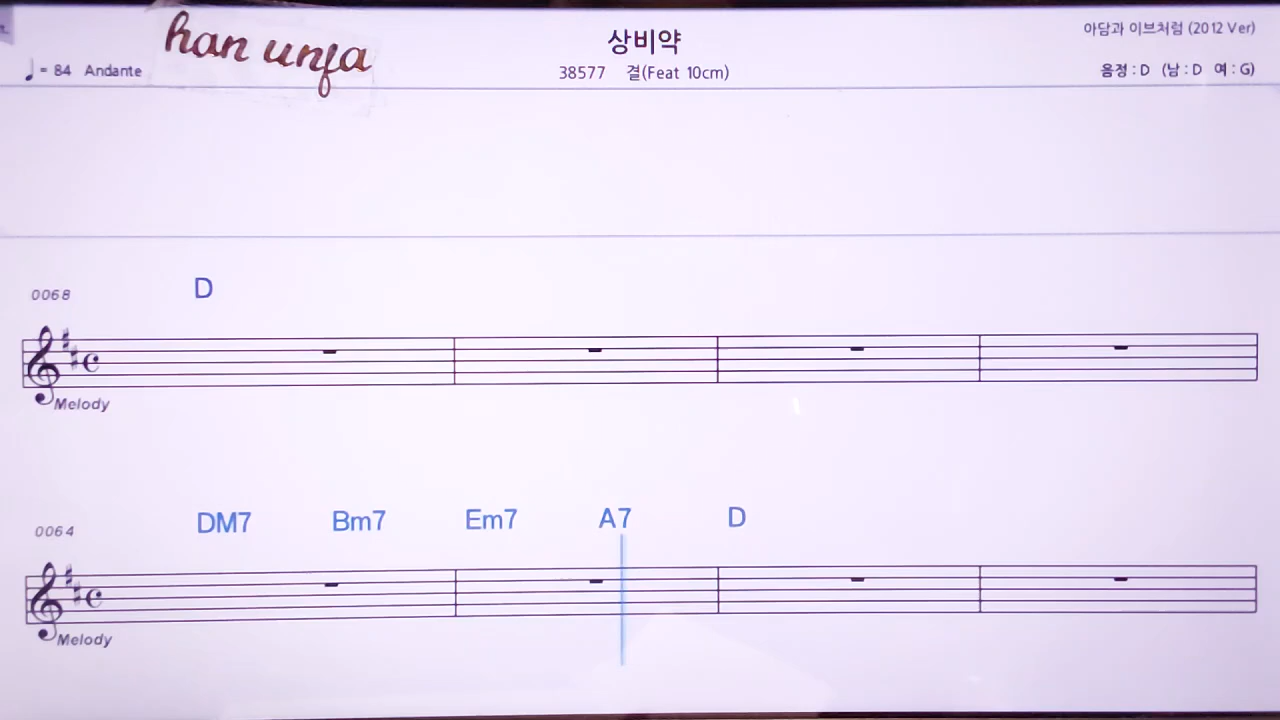 han unfa
상비약
아담과 이브처럼 (2012 Ver)
♩ = 84 Andante
38577 결(Feat 10cm)
음정 : D (남 : D 여 : G)
0068 D
Melody
0064 DM7 Bm7 Em7 A7 D
Melody